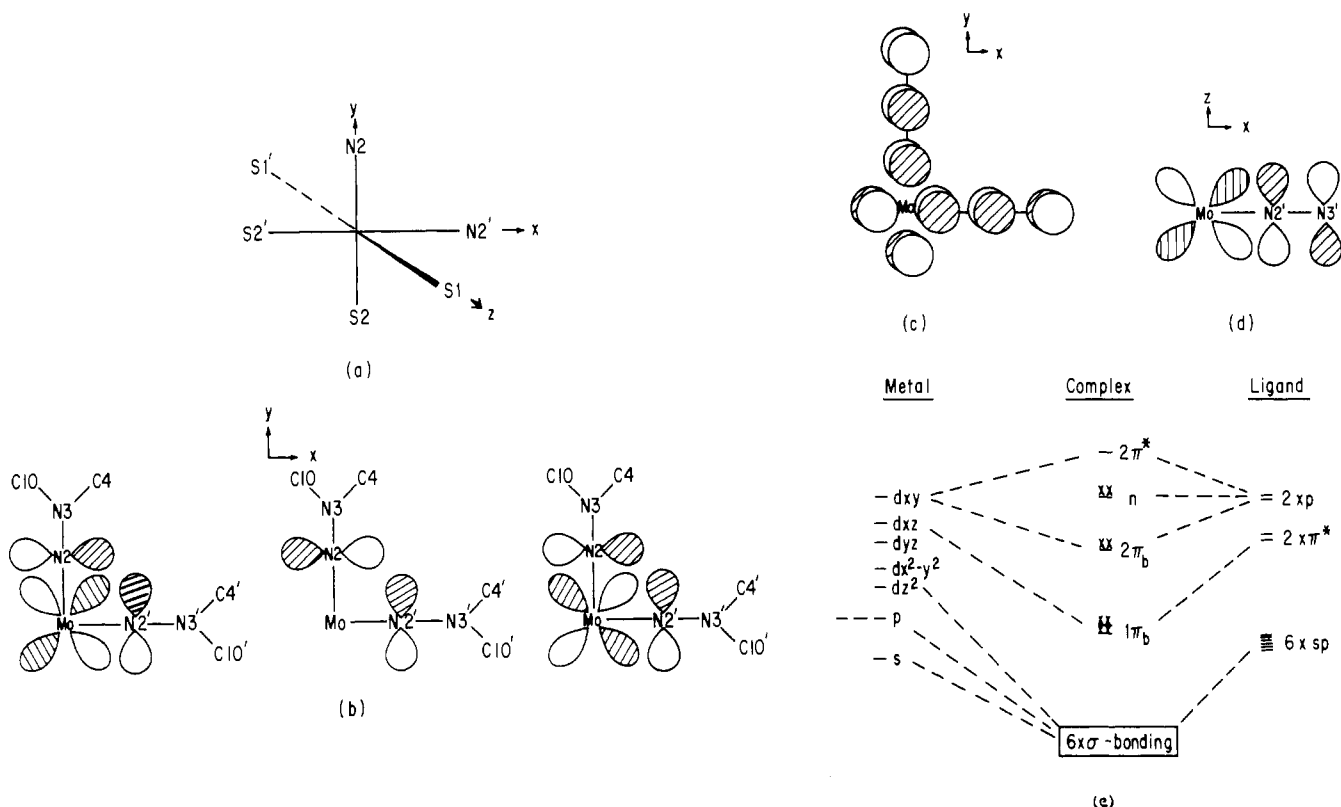 y
N2
S1'
S2'
N2'
x
S1
z
S2
(a)
y
x
C10
C4
N3
N2
Mo
N2'
N3'
C4'
C10'
C10
C4
N3
N2
Mo
N2'
N3'
C4'
C10'
C10
C4
N3
N2
Mo
N2'
N3'
C4'
C10'
(b)
y
x
Mo
(c)
z
x
Mo
N2'
N3'
(d)
Metal Complex Ligand
2π*
dxy
xx n
2 xp
dxz
dyz
xx 2πb
2 xπ*
dx²-y²
dz²
p
xx 1πb
6 x sp
s
6xσ-bonding
(e)